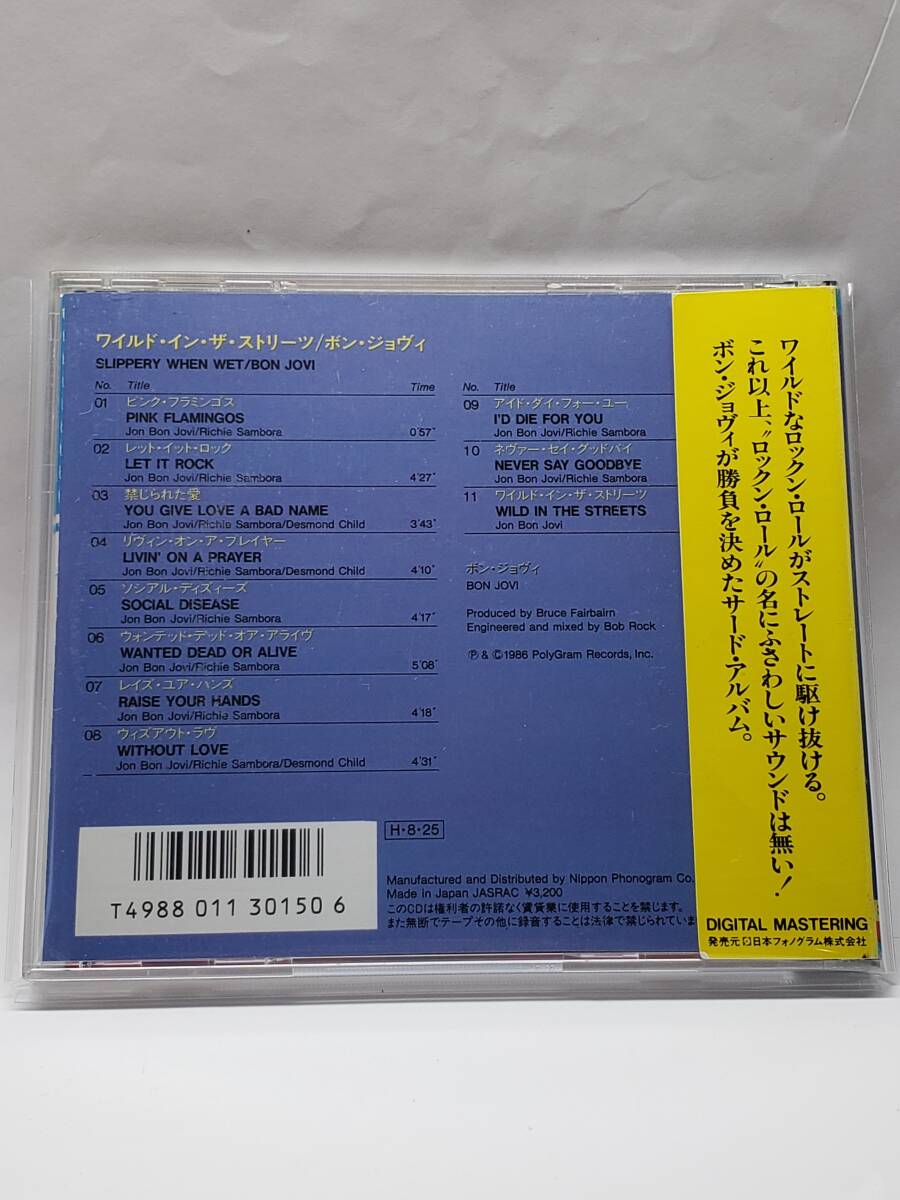 ワイルド・イン・ザ・ストリーツ/ボン・ジョヴィ
SLIPPERY WHEN WET/BON JOVI
No. Title Time
01 ピンク・フラミンゴス
PINK FLAMINGOS
Jon Bon Jovi/Richie Sambora 0'57"
02 レット・イット・ロック
LET IT ROCK
Jon Bon Jovi/Richie Sambora 4'27"
03 禁じられた愛
YOU GIVE LOVE A BAD NAME
Jon Bon Jovi/Richie Sambora/Desmond Child 3'43"
04 リヴィン・オン・ア・プレイヤー
LIVIN' ON A PRAYER
Jon Bon Jovi/Richie Sambora/Desmond Child 4'10"
05 ソシアル・ディズィーズ
SOCIAL DISEASE
Jon Bon Jovi/Richie Sambora 4'17"
06 ウォンテッド・デッド・オア・アライヴ
WANTED DEAD OR ALIVE
Jon Bon Jovi/Richie Sambora 5'08"
07 レイズ・ユア・ハンズ
RAISE YOUR HANDS
Jon Bon Jovi/Richie Sambora 4'18"
08 ウィズアウト・ラヴ
WITHOUT LOVE
Jon Bon Jovi/Richie Sambora/Desmond Child 4'31"
No. Title
09 アイド・ダイ・フォー・ユー
I'D DIE FOR YOU
Jon Bon Jovi/Richie Sambora
10 ネヴァー・セイ・グッドバイ
NEVER SAY GOODBYE
Jon Bon Jovi/Richie Sambora
11 ワイルド・イン・ザ・ストリーツ
WILD IN THE STREETS
Jon Bon Jovi
ボン・ジョヴィ
BON JOVI
Produced by Bruce Fairbairn
Engineered and mixed by Bob Rock
℗ & ©1986 PolyGram Records, Inc.
H・8・25
T4988 011 30150 6
Manufactured and Distributed by Nippon Phonogram Co.
Made in Japan JASRAC ¥3,200
このCDは権利者の許諾なく賃貸業に使用することを禁じます。
また無断でテープその他に録音することは法律で禁じられていま
ワイルドなロックン・ロールがストレートに駆け抜ける。
これ以上、“ロックン・ロール”の名にふさわしいサウンドは無い!
ボン・ジョヴィが勝負を決めたサード・アルバム。
DIGITAL MASTERING
発売元 日本フォノグラム株式会社